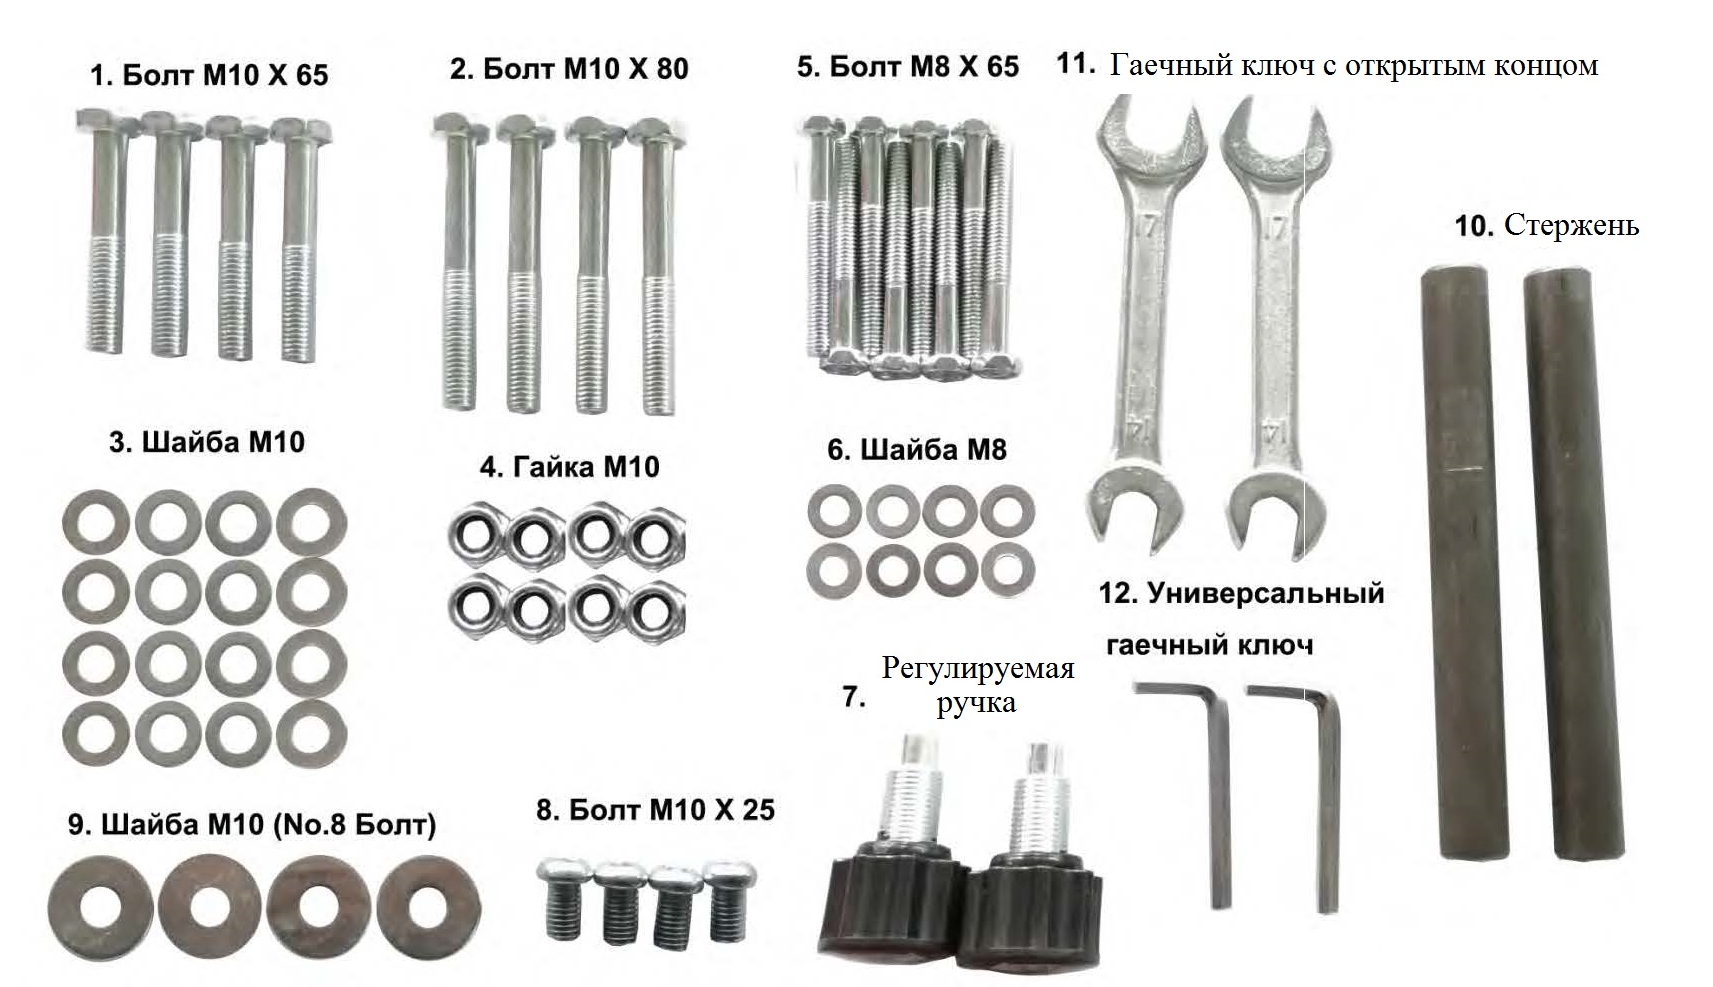 1. Болт М10 Х 65
2. Болт М10 Х 80
5. Болт М8 Х 65
11. Гаечный ключ с открытым концом
17
17
14
14
10. Стержень
3. Шайба М10
4. Гайка М10
6. Шайба М8
12. Универсальный
гаечный ключ
7. Регулируемая
ручка
9. Шайба М10 (No.8 Болт)
8. Болт М10 Х 25